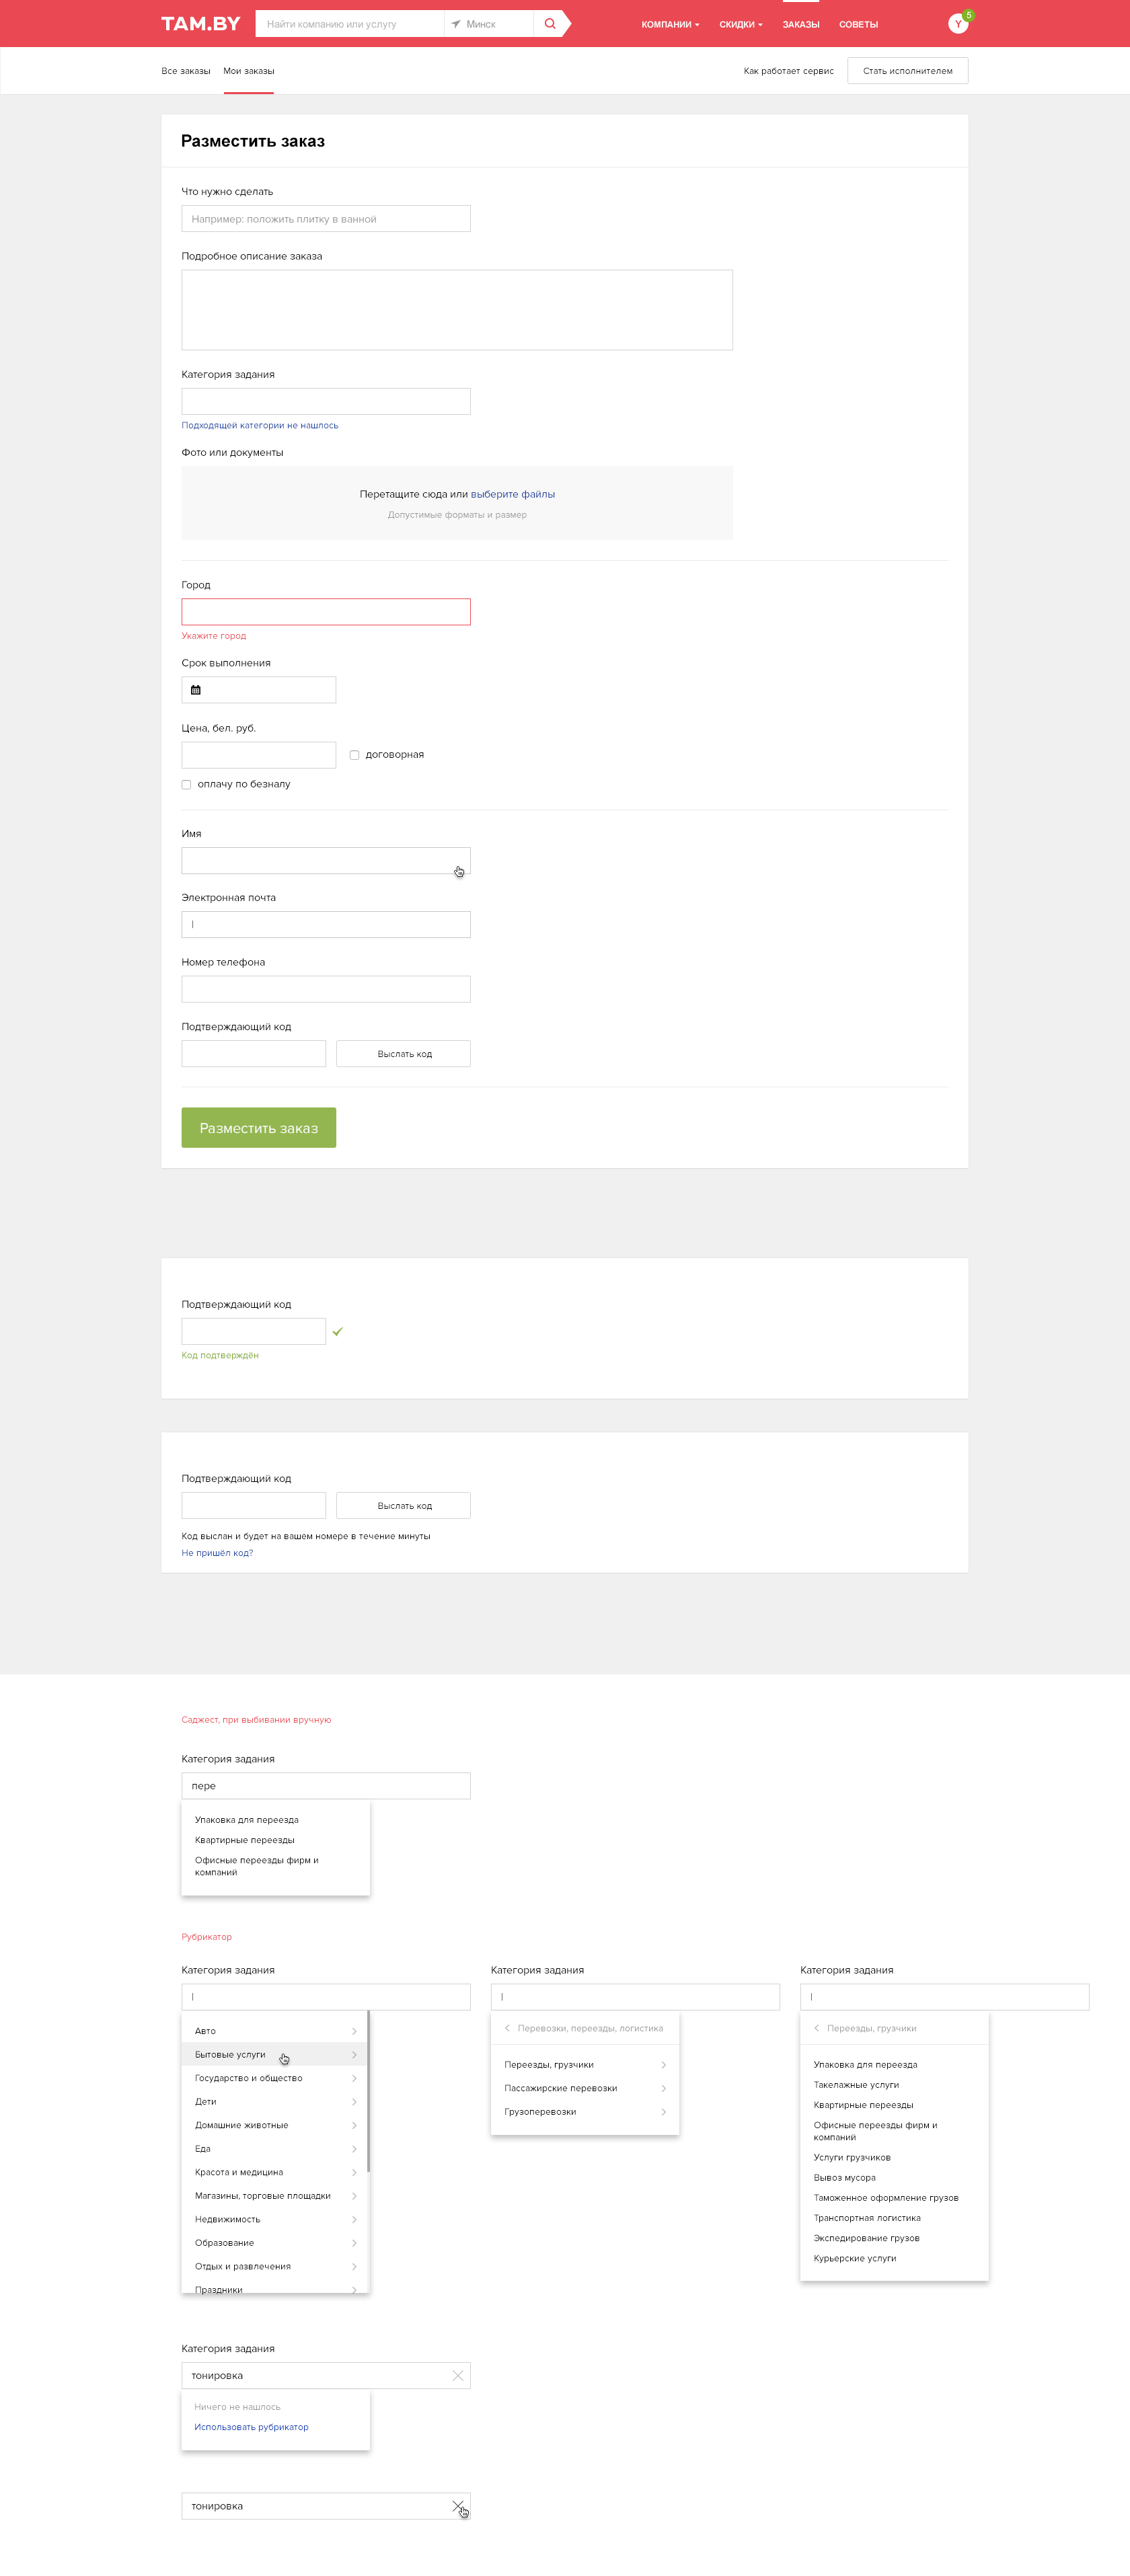 TAM.BY
Найти компанию или услугу
Минск
КОМПАНИИ
СКИДКИ
ЗАКАЗЫ
СОВЕТЫ
Y
5
Все заказы
Мои заказы
Как работает сервис
Стать исполнителем
Разместить заказ
Что нужно сделать
Например: положить плитку в ванной
Подробное описание заказа
Категория задания
Подходящей категории не нашлось
Фото или документы
Перетащите сюда или выберите файлы
Допустимые форматы и размер
Город
Укажите город
Срок выполнения
Цена, бел. руб.
договорная
оплачу по безналу
Имя
Электронная почта
Номер телефона
Подтверждающий код
Выслать код
Разместить заказ
Подтверждающий код
Код подтверждён
Подтверждающий код
Выслать код
Код выслан и будет на вашем номере в течение минуты
Не пришёл код?
Саджест, при выбивании вручную
Категория задания
пере
Упаковка для переезда
Квартирные переезды
Офисные переезды фирм и
компаний
Рубрикатор
Категория задания
Авто
Бытовые услуги
Государство и общество
Дети
Домашние животные
Еда
Красота и медицина
Магазины, торговые площадки
Недвижимость
Образование
Отдых и развлечения
Праздники
Категория задания
Перевозки, переезды, логистика
Переезды, грузчики
Пассажирские перевозки
Грузоперевозки
Категория задания
Переезды, грузчики
Упаковка для переезда
Такелажные услуги
Квартирные переезды
Офисные переезды фирм и
компаний
Услуги грузчиков
Вывоз мусора
Таможенное оформление грузов
Транспортная логистика
Экспедирование грузов
Курьерские услуги
Категория задания
тонировка
Ничего не нашлось
Использовать рубрикатор
тонировка